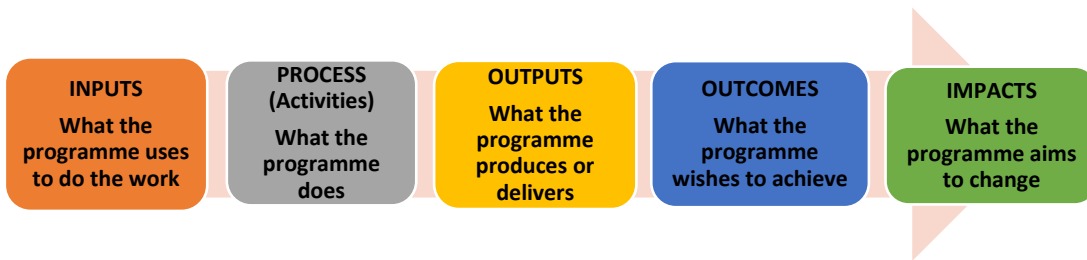 INPUTS
What the
programme uses
to do the work
PROCESS
(Activities)
What the
programme
does
OUTPUTS
What the
programme
produces or
delivers
OUTCOMES
What the
programme
wishes to achieve
IMPACTS
What the
programme aims
to change